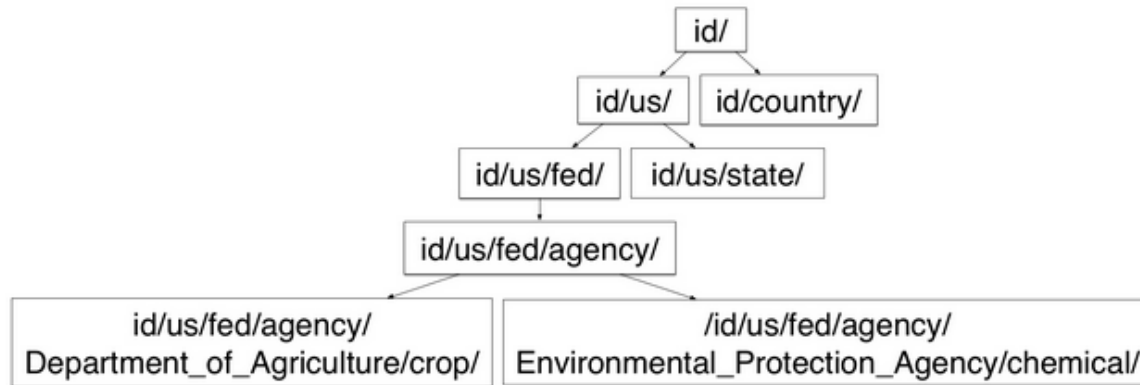 id/
id/us/
id/country/
id/us/fed/
id/us/state/
id/us/fed/agency/
id/us/fed/agency/
Department_of_Agriculture/crop/
/id/us/fed/agency/
Environmental_Protection_Agency/chemical/